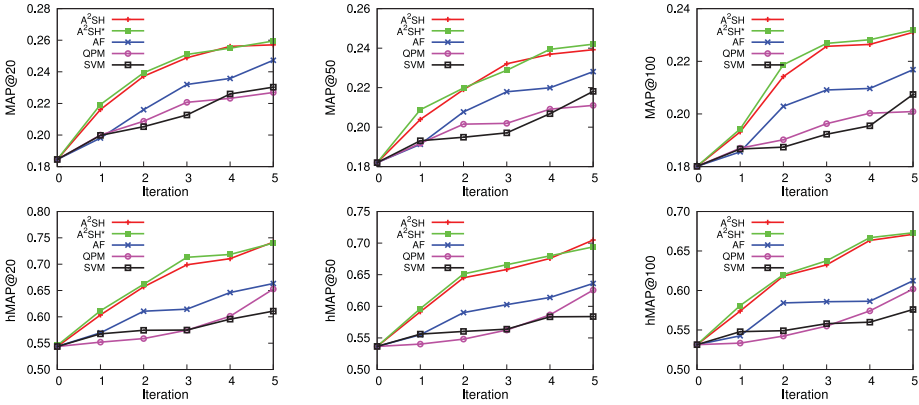 MAP@20
0.28
0.26
0.24
0.22
0.20
0.18
A²SH
A²SH*
AF
QPM
SVM
0 1 2 3 4 5
Iteration
MAP@50
0.26
0.24
0.22
0.20
0.18
A²SH
A²SH*
AF
QPM
SVM
0 1 2 3 4 5
Iteration
MAP@100
0.24
0.22
0.20
0.18
A²SH
A²SH*
AF
QPM
SVM
0 1 2 3 4 5
Iteration
hMAP@20
0.80
0.75
0.70
0.65
0.60
0.55
0.50
A²SH
A²SH*
AF
QPM
SVM
0 1 2 3 4 5
Iteration
hMAP@50
0.75
0.70
0.65
0.60
0.55
0.50
A²SH
A²SH*
AF
QPM
SVM
0 1 2 3 4 5
Iteration
hMAP@100
0.70
0.65
0.60
0.55
0.50
A²SH
A²SH*
AF
QPM
SVM
0 1 2 3 4 5
Iteration